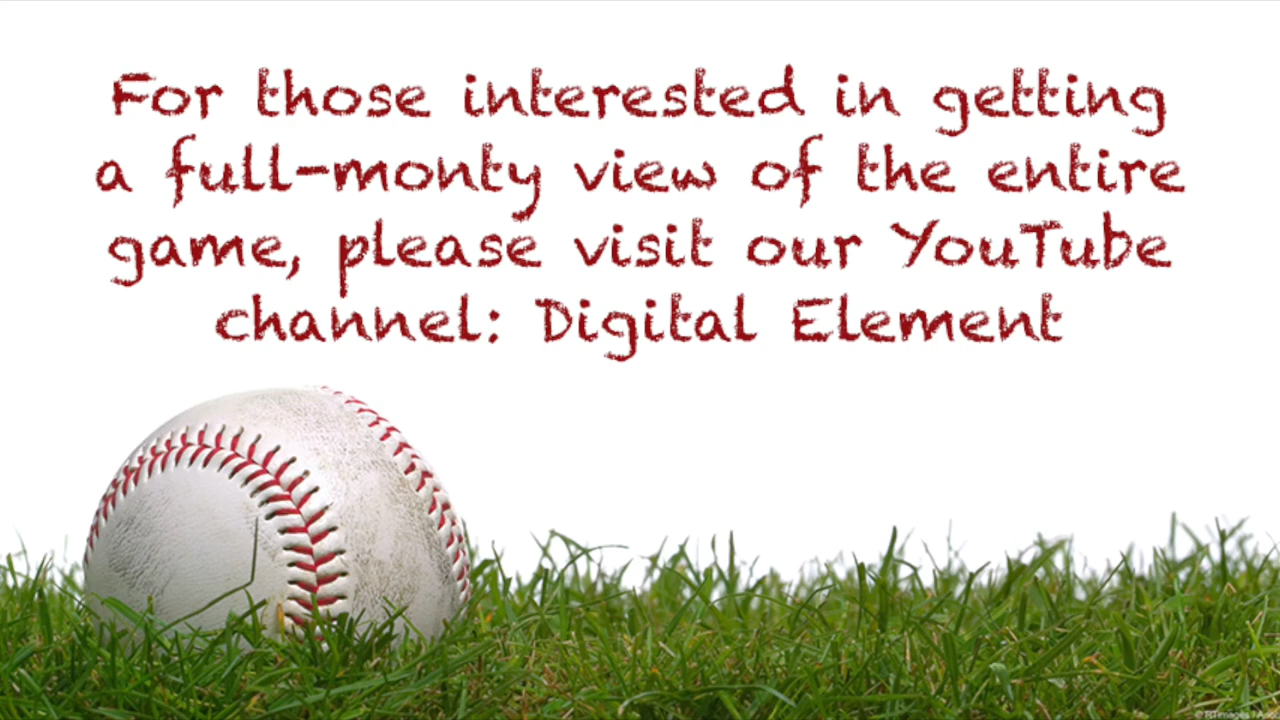 For those interested in getting
a full-monty view of the entire
game, please visit our YouTube
channel: Digital Element